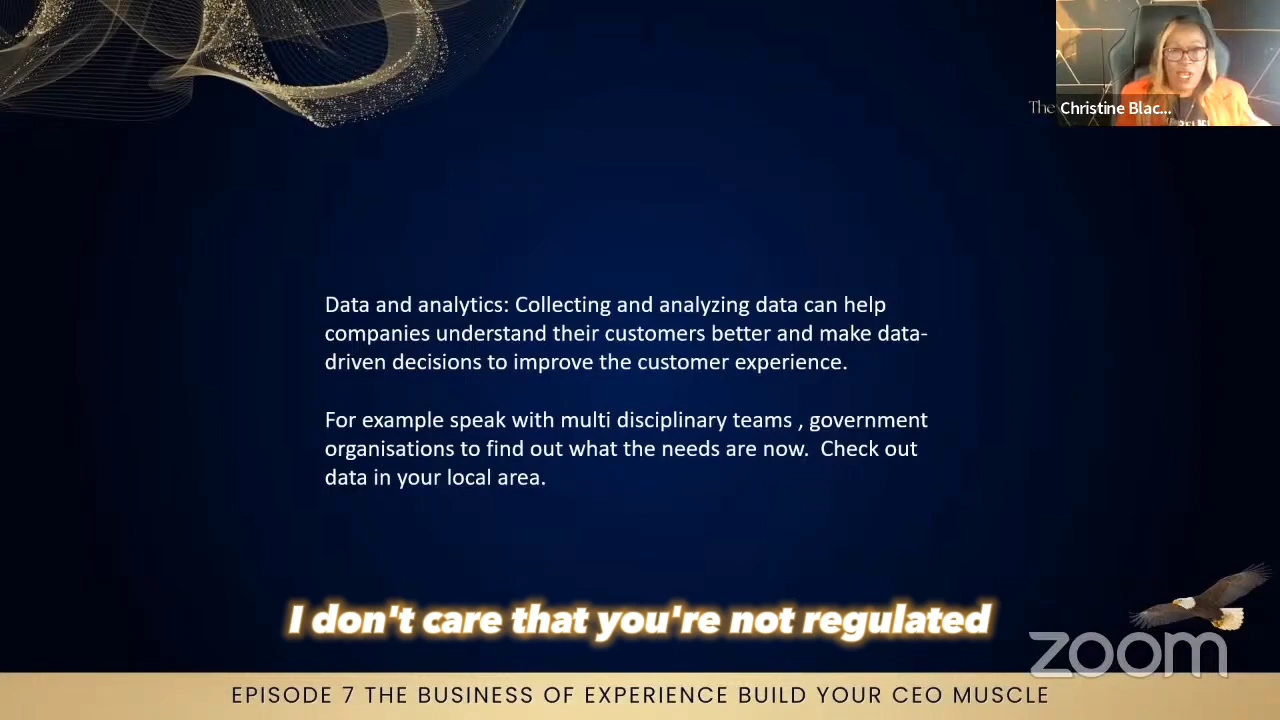 The
Christine Blac...
Data and analytics: Collecting and analyzing data can help
companies understand their customers better and make data-
driven decisions to improve the customer experience.
For example speak with multi disciplinary teams , government
organisations to find out what the needs are now.  Check out
data in your local area.
I don't care that you're not regulated
zoom
EPISODE 7 THE BUSINESS OF EXPERIENCE BUILD YOUR CEO MUSCLE